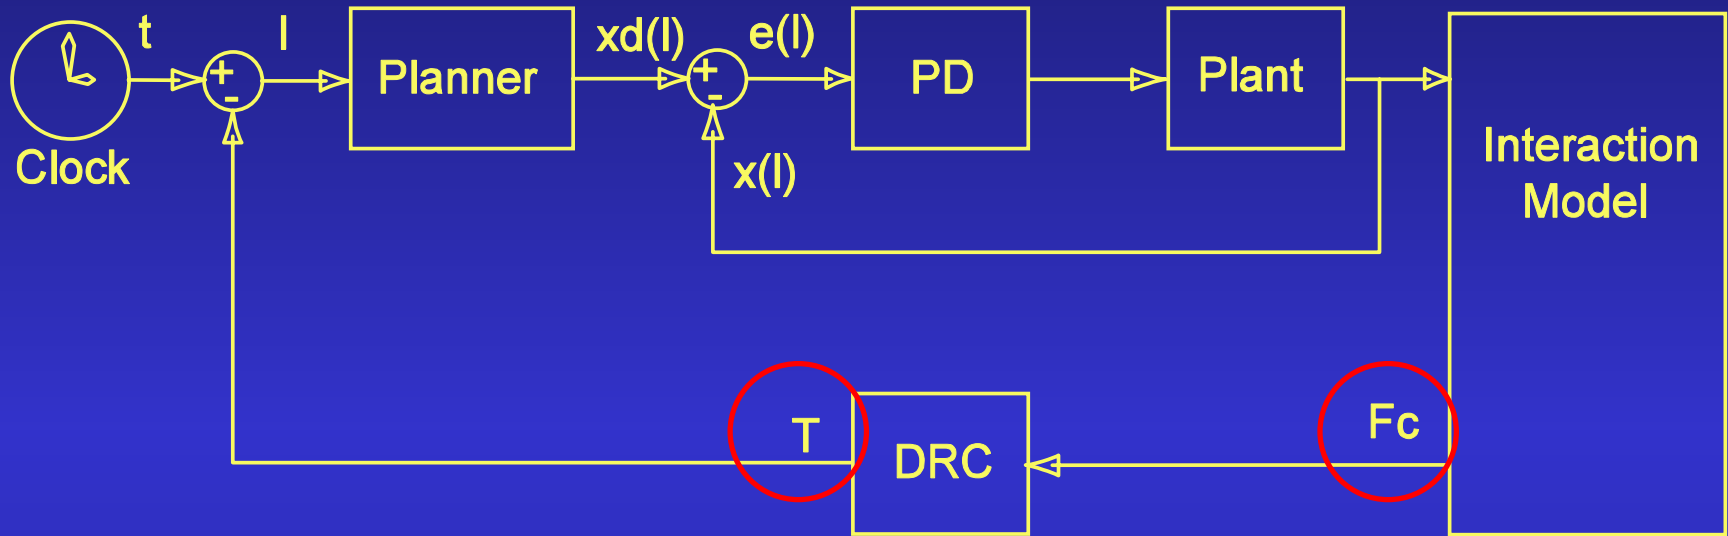 t
l
xd(l)
e(l)
+
-
Planner
+
-
PD
Plant
Clock
x(l)
Interaction
Model
T
Fc
DRC